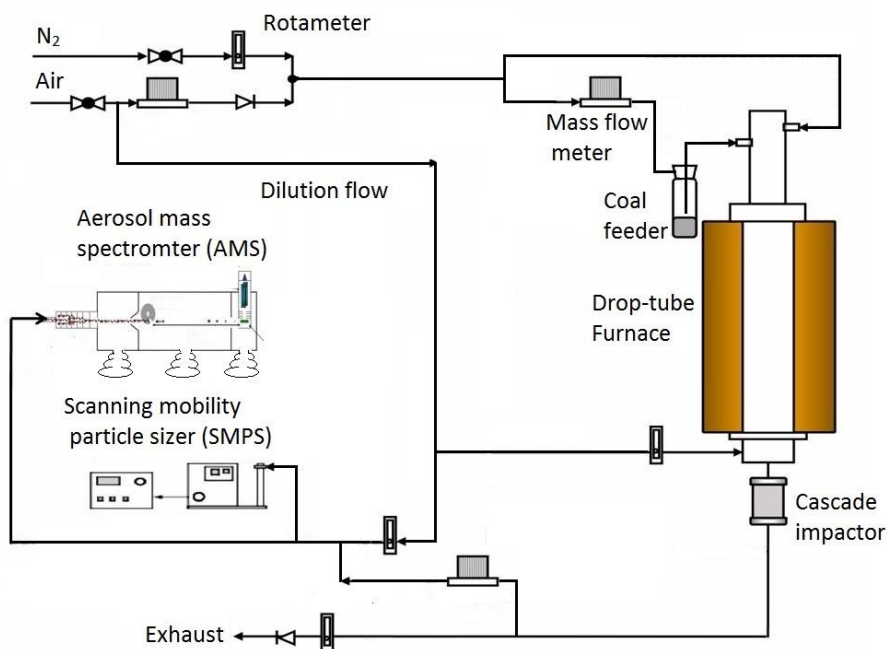 N₂
Rotameter
Air
Mass flow
meter
Dilution flow
Coal
feeder
Aerosol mass
spectromter (AMS)
Drop-tube
Furnace
Scanning mobility
particle sizer (SMPS)
Cascade
impactor
Exhaust